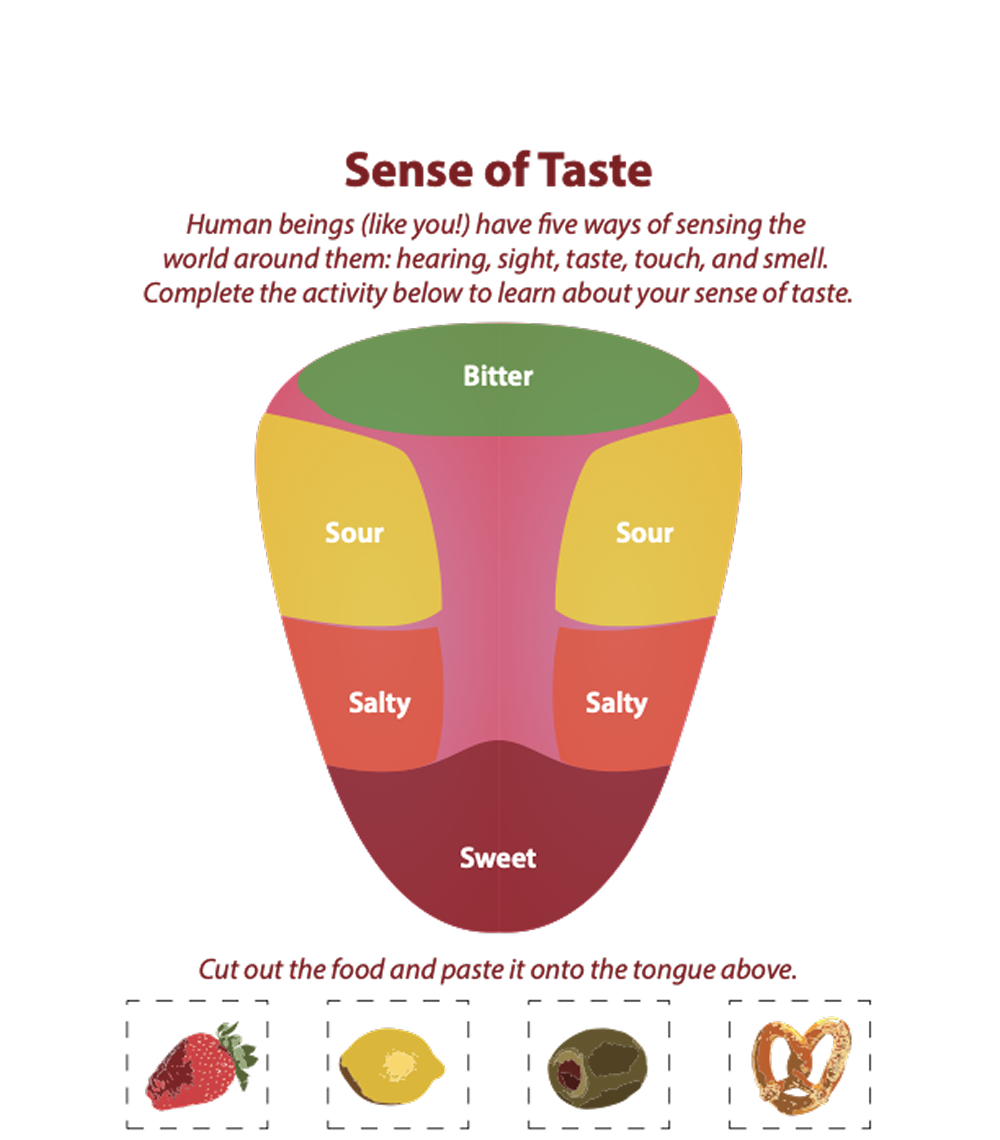 Sense of Taste
Human beings (like you!) have five ways of sensing the
world around them: hearing, sight, taste, touch, and smell.
Complete the activity below to learn about your sense of taste.
Bitter
Sour
Sour
Salty
Salty
Sweet
Cut out the food and paste it onto the tongue above.